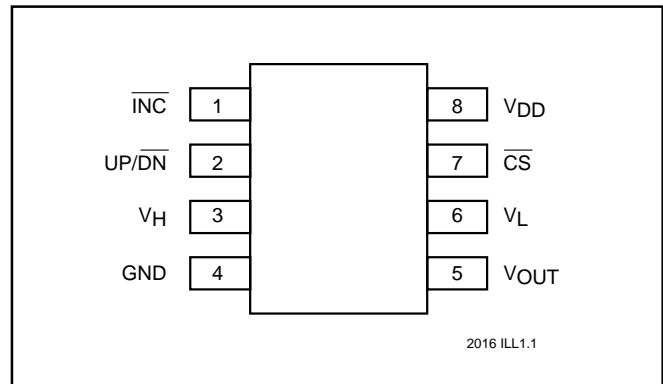 INC 1 8 VDD
UP/DN 2 7 CS
VH 3 6 VL
GND 4 5 VOUT
2016 ILL1.1